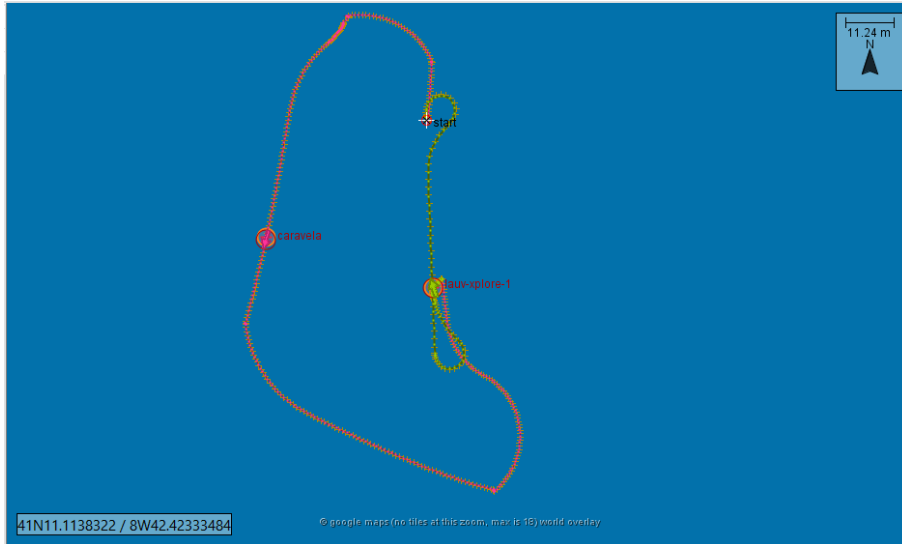 11.24 m
N
start
caravela
lauv-xplore-1
41N11.1138322 / 8W42.42333484
© google maps (no tiles at this zoom, max is 18) world overlay